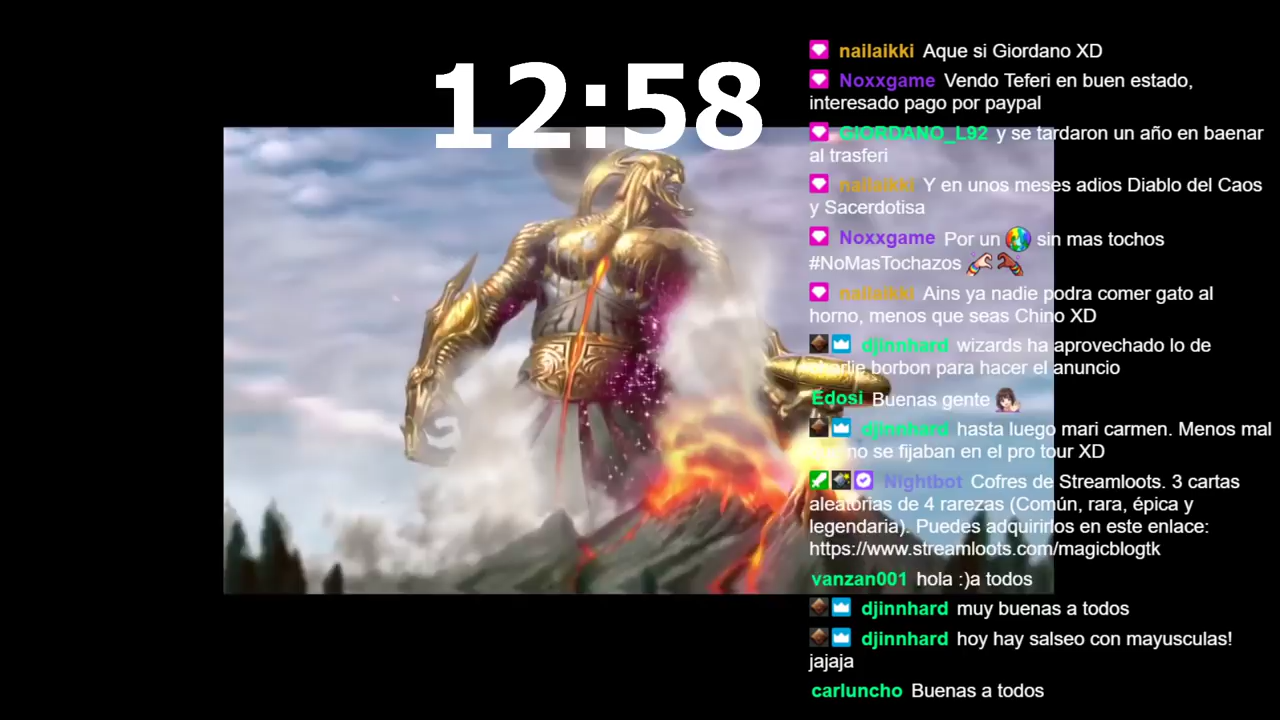 12:58
nailaikki Aque si Giordano XD
Noxxgame Vendo Teferi en buen estado,
interesado pago por paypal
GIORDANO_L92 y se tardaron un año en baenar
al trasferi
nailaikki Y en unos meses adios Diablo del Caos
y Sacerdotisa
Noxxgame Por un sin mas tochos
#NoMasTochazos
nailaikki Ains ya nadie podra comer gato al
horno, menos que seas Chino XD
djinnhard wizards ha aprovechado lo de
borbon para hacer el anuncio
Edosi Buenas gente
djinnhard hasta luego mari carmen. Menos mal
no se fijaban en el pro tour XD
Nightbot Cofres de Streamloots. 3 cartas
aleatorias de 4 rarezas (Común, rara, épica y
legendaria). Puedes adquirirlos en este enlace:
https://www.streamloots.com/magicblogtk
vanzan001 hola :)a todos
djinnhard muy buenas a todos
djinnhard hoy hay salseo con mayusculas!
jajaja
carluncho Buenas a todos